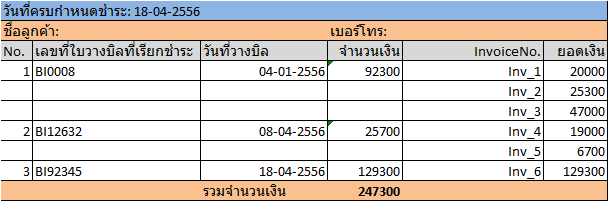 วันที่ครบกำหนดชำระ: 18-04-2556
ชื่อลูกค้า: เบอร์โทร:
No. เลขที่ใบวางบิลที่เรียกชำระ วันที่วางบิล จำนวนเงิน InvoiceNo. ยอดเงิน
1 BI0008 04-01-2556 92300 Inv_1 20000
Inv_2 25300
Inv_3 47000
2 BI12632 08-04-2556 25700 Inv_4 19000
Inv_5 6700
3 BI92345 18-04-2556 129300 Inv_6 129300
รวมจำนวนเงิน 247300